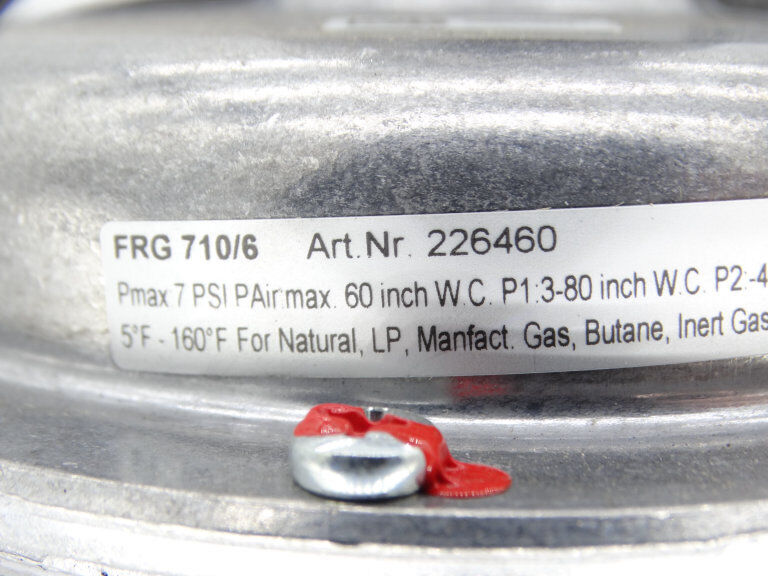 FRG 710/6 Art.Nr. 226460
Pmax:7 PSI PAir:max. 60 inch W.C. P1:3-80 inch W.C. P2:-4
5°F - 160°F For Natural, LP, Manfact. Gas, Butane, Inert Gas